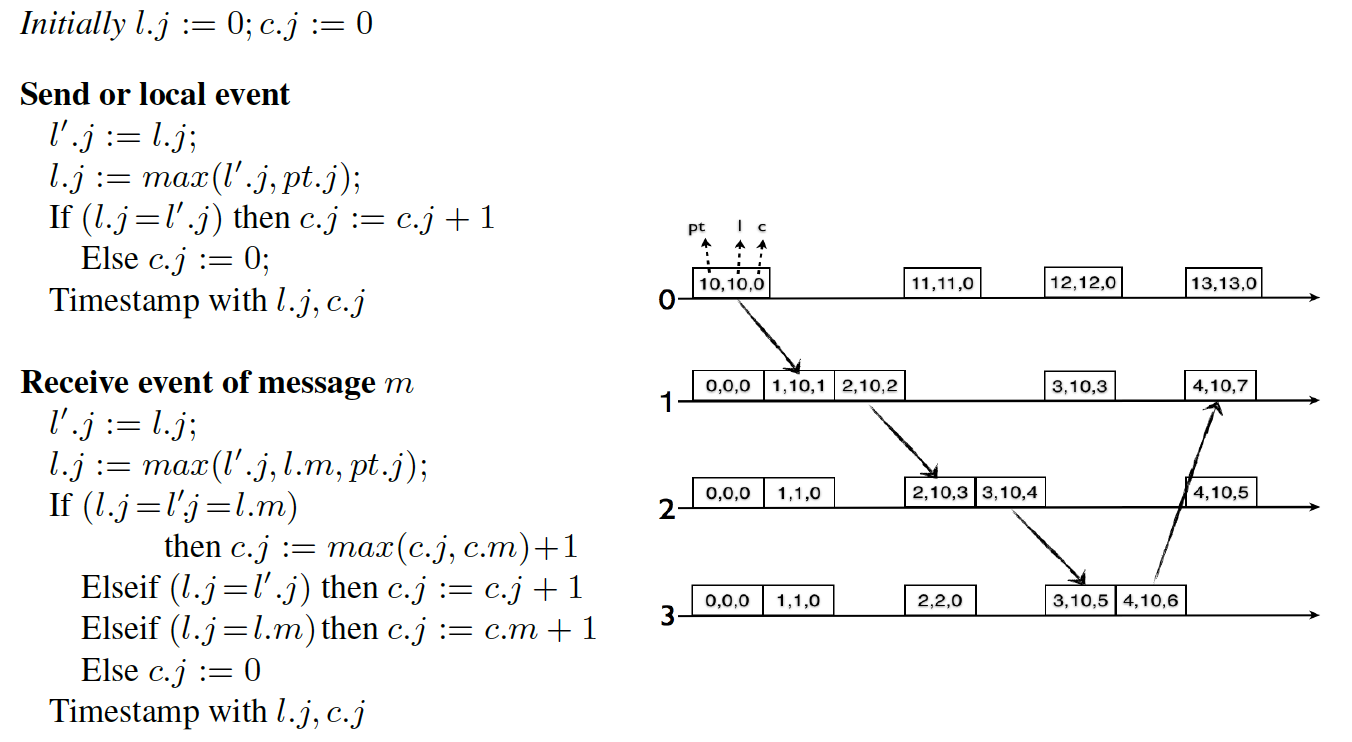 Initially l.j := 0; c.j := 0
Send or local event
l′.j := l.j;
l.j := max(l′.j, pt.j);
If (l.j=l′.j) then c.j := c.j + 1
Else c.j := 0;
Timestamp with l.j, c.j
Receive event of message m
l′.j := l.j;
l.j := max(l′.j, l.m, pt.j);
If (l.j=l′.j=l.m)
then c.j := max(c.j, c.m)+1
Elseif (l.j=l′.j) then c.j := c.j + 1
Elseif (l.j=l.m) then c.j := c.m + 1
Else c.j := 0
Timestamp with l.j, c.j
pt l c
0 10,10,0 11,11,0 12,12,0 13,13,0
1 0,0,0 1,10,1 2,10,2 3,10,3 4,10,7
2 0,0,0 1,1,0 2,10,3 3,10,4 4,10,5
3 0,0,0 1,1,0 2,2,0 3,10,5 4,10,6